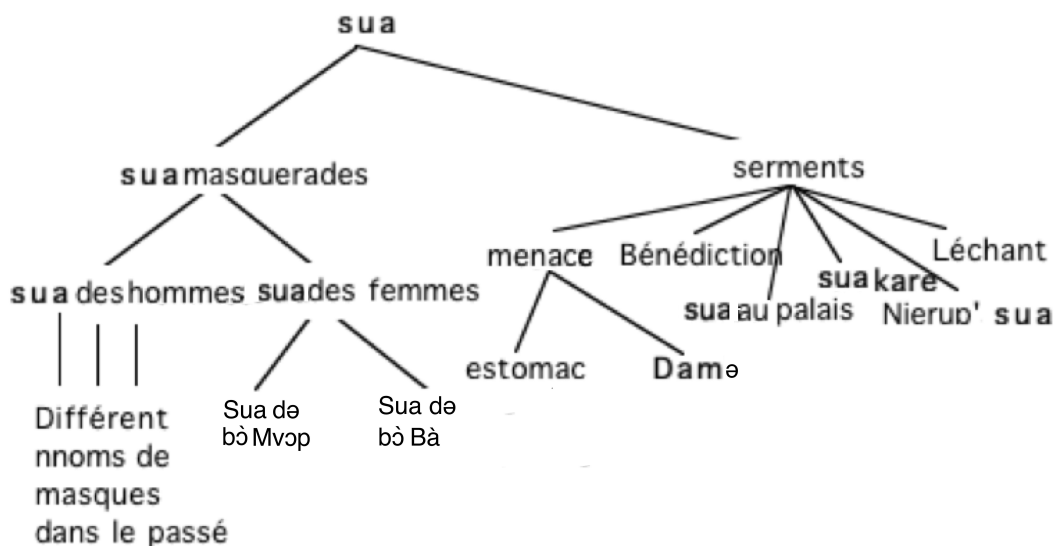 sua
sua masquerades
serments
menace
Bénédiction
Léchant
sua kare
sua au palais
Nierup' sua
sua des hommes
sua des femmes
estomac
Damə
Différent
nnoms de
masques
dans le passé
Sua də
bɔ̀ Mvɔp
Sua də
bɔ̀ Bà